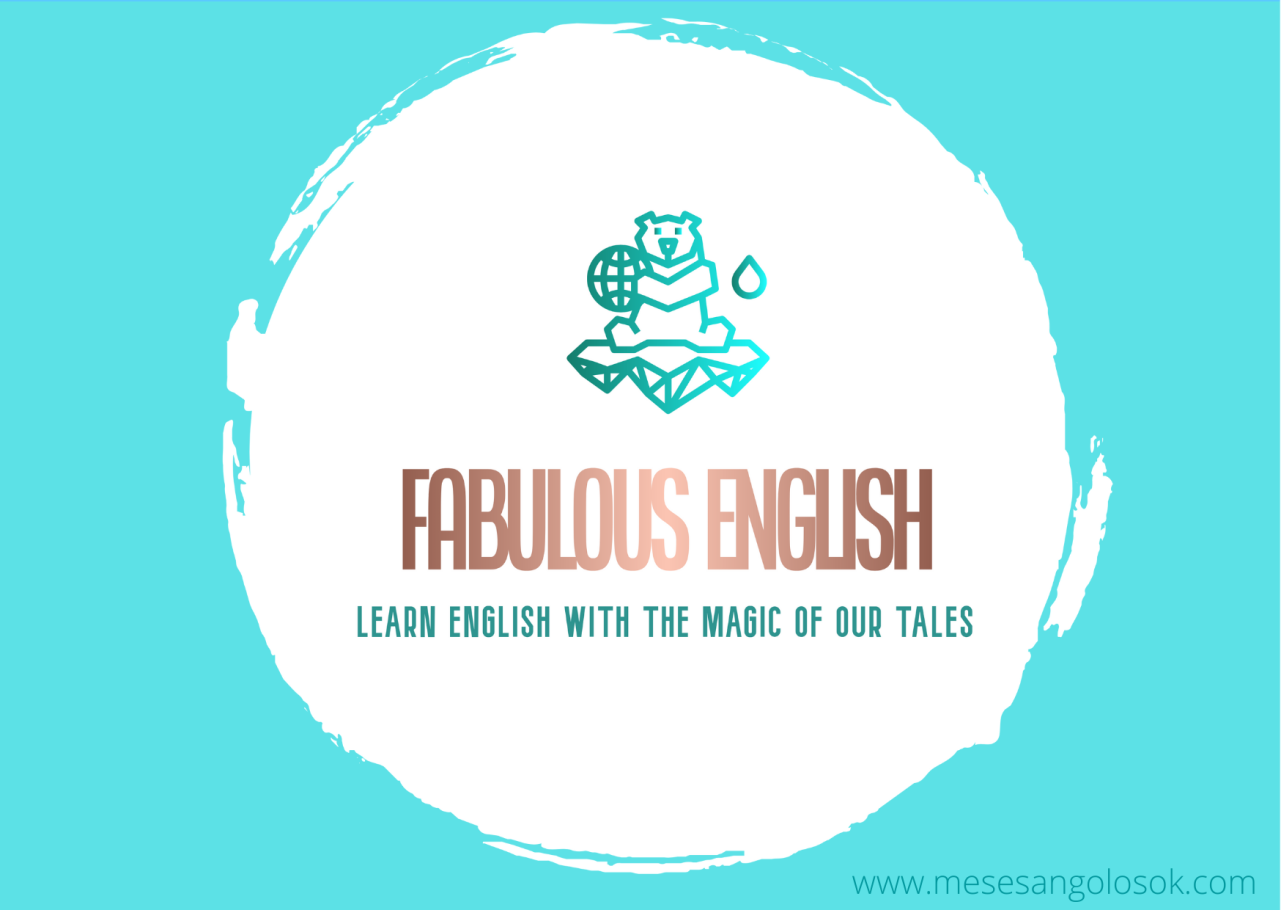 FABULOUS ENGLISH
LEARN ENGLISH WITH THE MAGIC OF OUR TALES
www.mesesangolosok.com